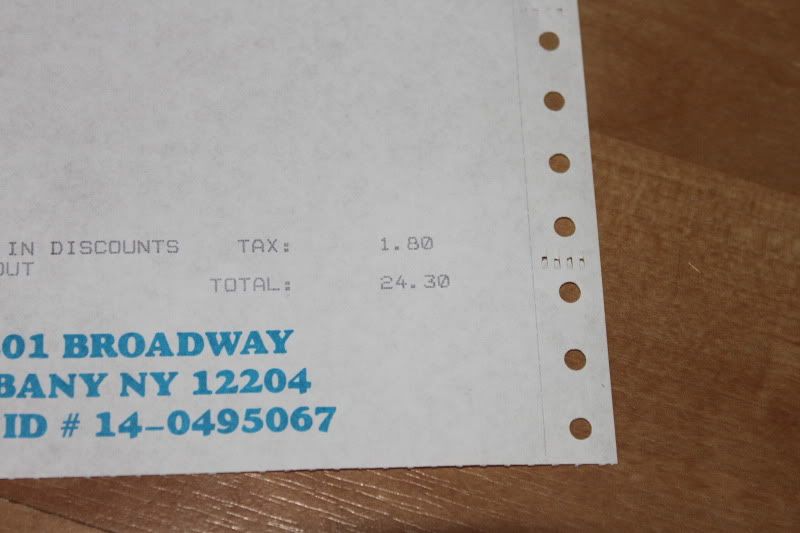 IN DISCOUNTS TAX: 1.80
OUT
TOTAL: 24.30
01 BROADWAY
BANY NY 12204
ID # 14-0495067